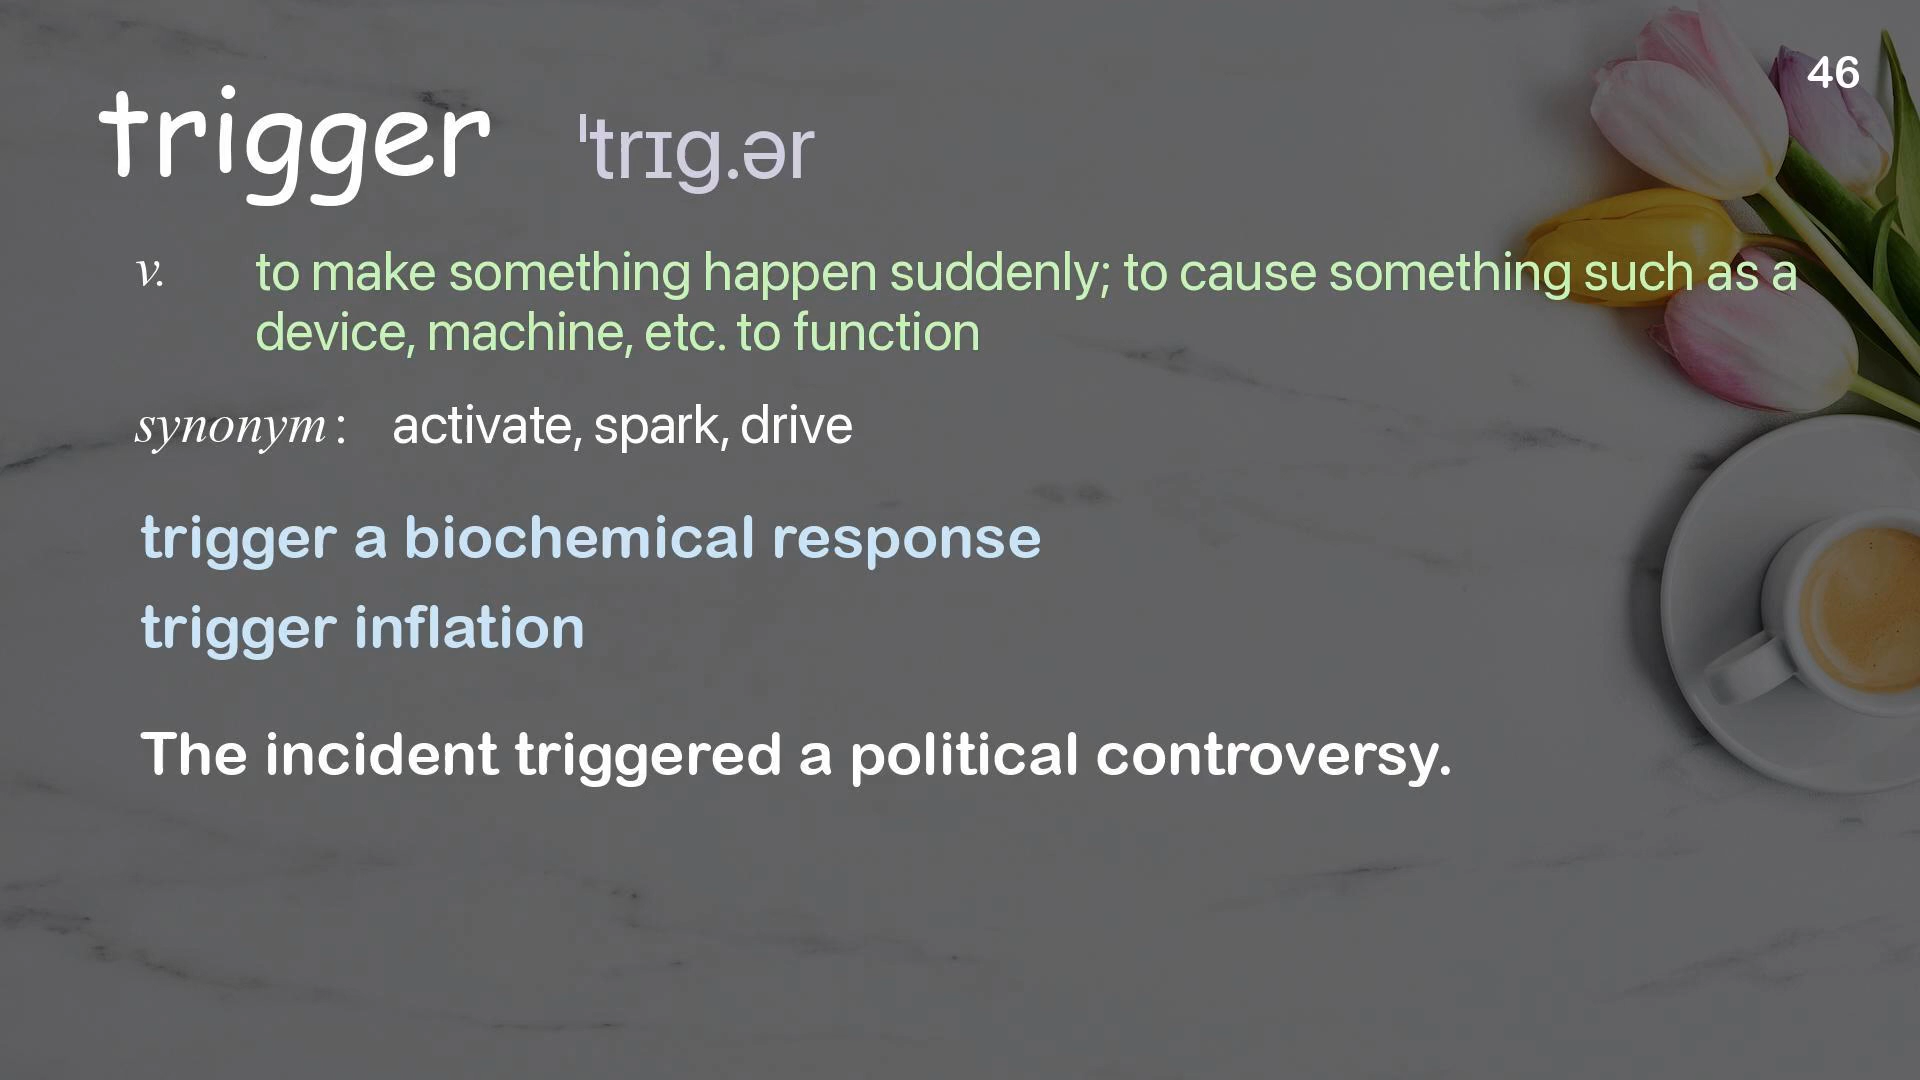 46
trigger ˈtrɪg.ər
v. to make something happen suddenly; to cause something such as a
device, machine, etc. to function
synonym: activate, spark, drive
trigger a biochemical response
trigger inflation
The incident triggered a political controversy.